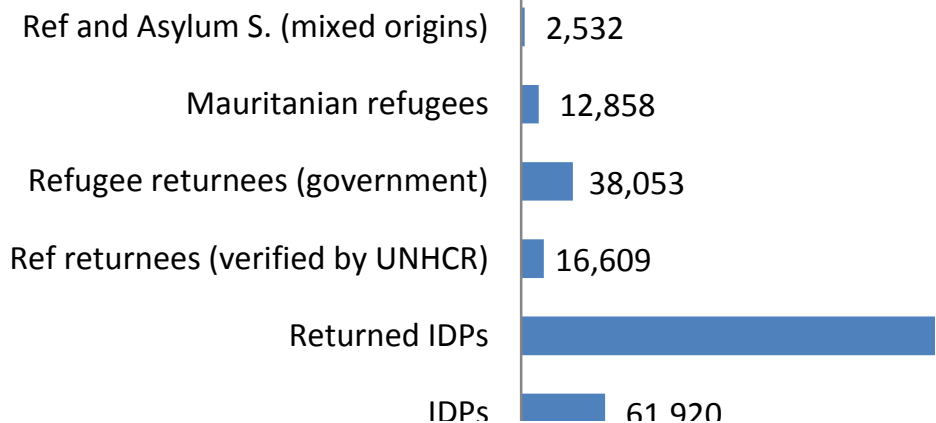 Ref and Asylum S. (mixed origins) 2,532
Mauritanian refugees 12,858
Refugee returnees (government) 38,053
Ref returnees (verified by UNHCR) 16,609
Returned IDPs
IDPs 61,920